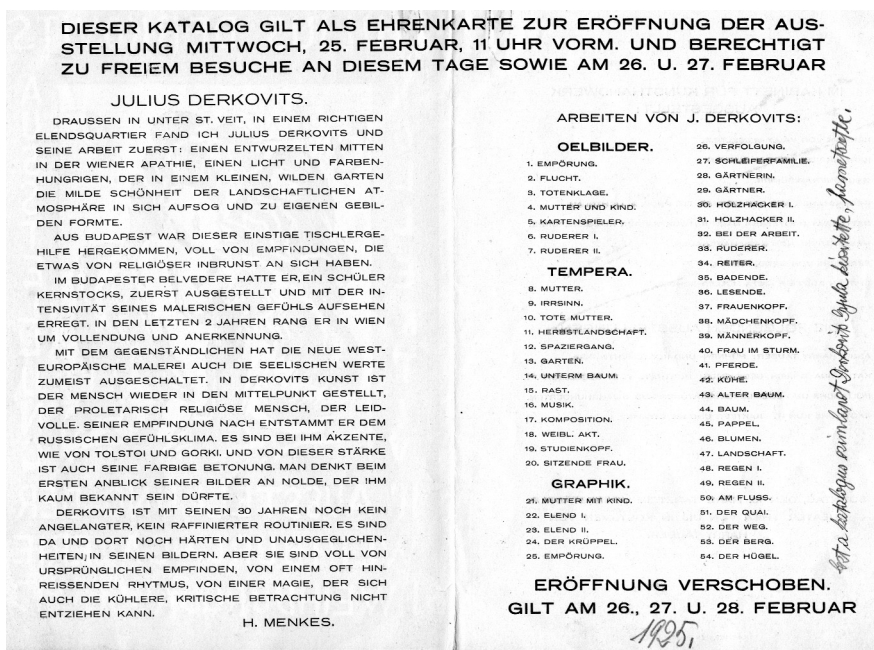 DIESER KATALOG GILT ALS EHRENKARTE ZUR ERÖFFNUNG DER AUS-
STELLUNG MITTWOCH, 25. FEBRUAR, 11 UHR VORM. UND BERECHTIGT
ZU FREIEM BESUCHE AN DIESEM TAGE SOWIE AM 26. U. 27. FEBRUAR
JULIUS DERKOVITS.
DRAUSSEN IN UNTER ST. VEIT, IN EINEM RICHTIGEN
ELENDSQUARTIER FAND ICH JULIUS DERKOVITS UND
SEINE ARBEIT ZUERST: EINEN ENTWURZELTEN MITTEN
IN DER WIENER APATHIE, EINEN LICHT UND FARBEN-
HUNGRIGEN, DER IN EINEM KLEINEN, WILDEN GARTEN
DIE MILDE SCHÖNHEIT DER LANDSCHAFTLICHEN AT-
MOSPHÄRE IN SICH AUFSOG UND ZU EIGENEN GEBIL-
DEN FORMTE.
AUS BUDAPEST WAR DIESER EINSTIGE TISCHLERGE-
HILFE HERGEKOMMEN, VOLL VON EMPFINDUNGEN, DIE
ETWAS VON RELIGIÖSER INBRUNST AN SICH HABEN.
IM BUDAPESTER BELVEDERE HATTE ER, EIN SCHÜLER
KERNSTOCKS, ZUERST AUSGESTELLT UND MIT DER IN-
TENSIVITÄT SEINES MALERISCHEN GEFÜHLS AUFSEHEN
ERREGT. IN DEN LETZTEN 2 JAHREN RANG ER IN WIEN
UM VOLLENDUNG UND ANERKENNUNG.
MIT DEM GEGENSTÄNDLICHEN HAT DIE NEUE WEST-
EUROPÄISCHE MALEREI AUCH DIE SEELISCHEN WERTE
ZUMEIST AUSGESCHALTET. IN DERKOVITS KUNST IST
DER MENSCH WIEDER IN DEN MITTELPUNKT GESTELLT,
DER PROLETARISCH RELIGIÖSE MENSCH, DER LEID-
VOLLE. SEINER EMPFINDUNG NACH ENTSTAMMT ER DEM
RUSSISCHEN GEFÜHLSKLIMA. ES SIND BEI IHM AKZENTE,
WIE VON TOLSTOI UND GORKI. UND VON DIESER STÄRKE
IST AUCH SEINE FARBIGE BETONUNG. MAN DENKT BEIM
ERSTEN ANBLICK SEINER BILDER AN NOLDE, DER IHM
KAUM BEKANNT SEIN DÜRFTE.
DERKOVITS IST MIT SEINEN 30 JAHREN NOCH KEIN
ANGELANGTER, KEIN RAFFINIERTER ROUTINIER. ES SIND
DA UND DORT NOCH HÄRTEN UND UNAUSGEGLICHEN-
HEITEN, IN SEINEN BILDERN. ABER SIE SIND VOLL VON
URSPRÜNGLICHEN EMPFINDEN, VON EINEM OFT HIN-
REISSENDEN RHYTMUS, VON EINER MAGIE, DER SICH
AUCH DIE KÜHLERE, KRITISCHE BETRACHTUNG NICHT
ENTZIEHEN KANN.
H. MENKES.
ARBEITEN VON J. DERKOVITS:
OELBILDER.
1. EMPÖRUNG.
2. FLUCHT.
3. TOTENKLAGE.
4. MUTTER UND KIND.
5. KARTENSPIELER.
6. RUDERER I.
7. RUDERER II.
TEMPERA.
8. MUTTER.
9. IRRSINN.
10. TOTE MUTTER.
11. HERBSTLANDSCHAFT.
12. SPAZIERGANG.
13. GARTEN.
14. UNTERM BAUM.
15. RAST.
16. MUSIK.
17. KOMPOSITION.
18. WEIBL. AKT.
19. STUDIENKOPF.
20. SITZENDE FRAU.
GRAPHIK.
21. MUTTER MIT KIND.
22. ELEND I.
23. ELEND II.
24. DER KRÜPPEL.
25. EMPÖRUNG.
26. VERFOLGUNG.
27. SCHLEIFERFAMILIE.
28. GÄRTNERIN.
29. GÄRTNER.
30. HOLZHACKER I.
31. HOLZHACKER II.
32. BEI DER ARBEIT.
33. RUDERER.
34. REITER.
35. BADENDE.
36. LESENDE.
37. FRAUENKOPF.
38. MÄDCHENKOPF.
39. MÄNNERKOPF.
40. FRAU IM STURM.
41. PFERDE.
42. KÜHE.
43. ALTER BAUM.
44. BAUM.
45. PAPPEL.
46. BLUMEN.
47. LANDSCHAFT.
48. REGEN I.
49. REGEN II.
50. AM FLUSS.
51. DER QUAI.
52. DER WEG.
53. DER BERG.
54. DER HÜGEL.
ERÖFFNUNG VERSCHOBEN.
GILT AM 26., 27. U. 28. FEBRUAR
1925.
Ezt a katalogus címlapot Derkovits Gyula